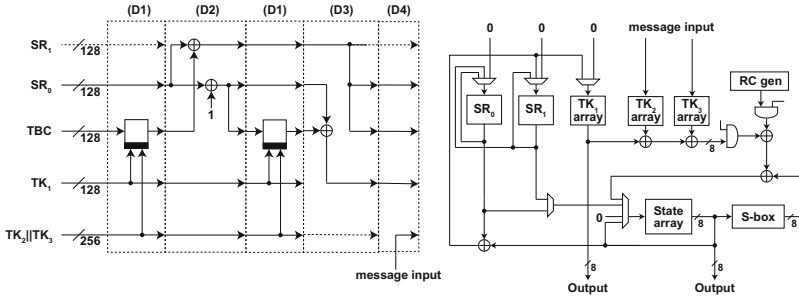 (D1) (D2) (D1) (D3) (D4)
SR1 128
SR0 128
1
TBC 128
TK1 128
TK2||TK3 256
message input
0 0 0 message input
RC gen
SR0 SR1 TK1 array TK2 array TK3 array
8
0 State array 8 S-box 8
8 8
Output Output